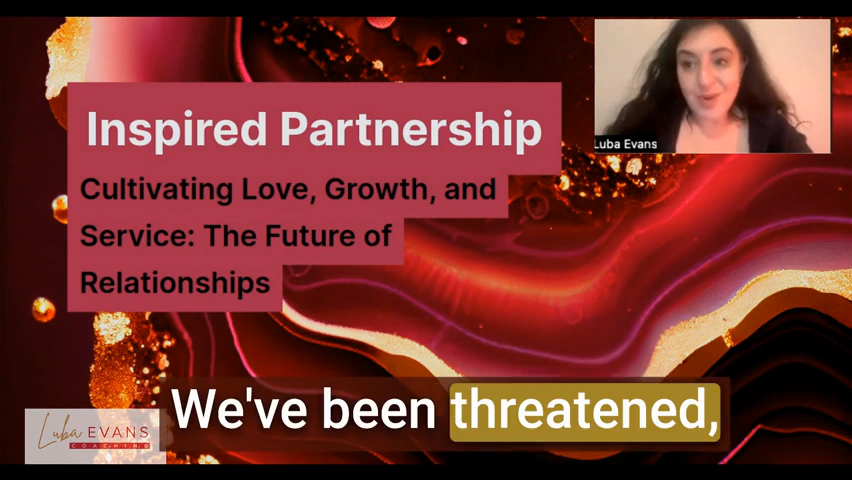 Inspired Partnership
Cultivating Love, Growth, and
Service: The Future of
Relationships
Luba Evans
We've been threatened,
Luba EVANS
COACHING